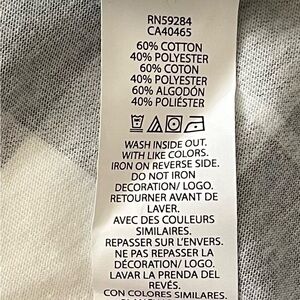 RN59284
CA40465
60% COTTON
40% POLYESTER
60% COTON
40% POLYESTER
60% ALGODÓN
40% POLIÉSTER
WASH INSIDE OUT.
WITH LIKE COLORS.
IRON ON REVERSE SIDE.
DO NOT IRON
DECORATION/ LOGO.
RETOURNER AVANT DE
LAVER.
AVEC DES COULEURS
SIMILAIRES.
REPASSER SUR L'ENVERS.
NE PAS REPASSER LA
DÉCORATION/ LOGO.
LAVAR LA PRENDA DEL
REVÉS.
CON COLORES SIMILARES.